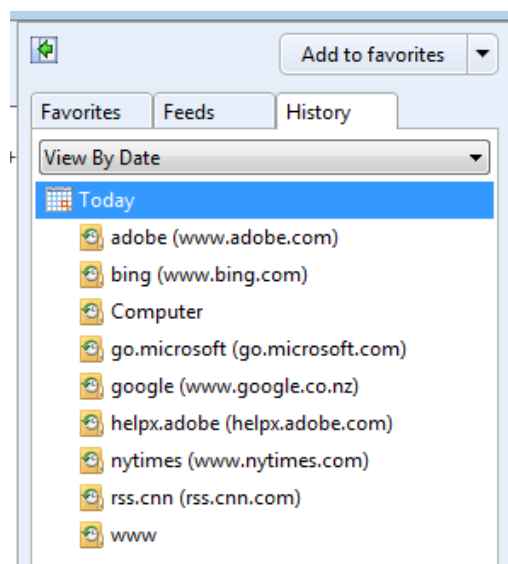 Add to favorites
Favorites Feeds History
View By Date
Today
adobe (www.adobe.com)
bing (www.bing.com)
Computer
go.microsoft (go.microsoft.com)
google (www.google.co.nz)
helpx.adobe (helpx.adobe.com)
nytimes (www.nytimes.com)
rss.cnn (rss.cnn.com)
www